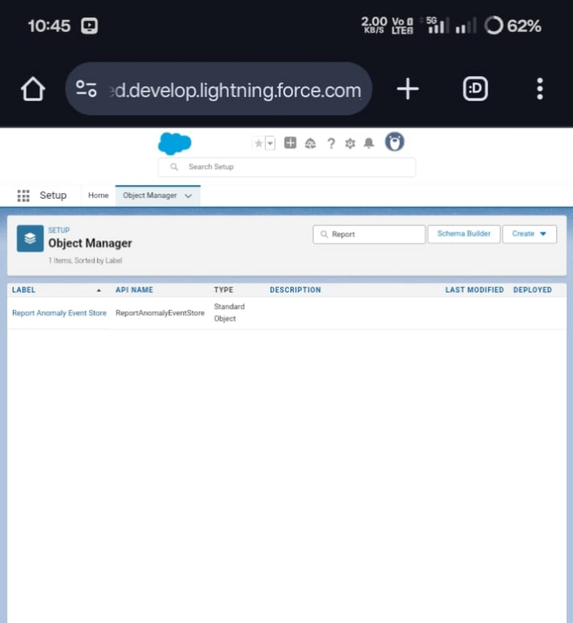 10:45
2.00 KB/S Vo LTE 5G 62%
d.develop.lightning.force.com
:D
Search Setup
Setup Home Object Manager
SETUP
Object Manager
1 Items, Sorted by Label
Report
Schema Builder
Create
LABEL API NAME TYPE DESCRIPTION LAST MODIFIED DEPLOYED
Report Anomaly Event Store ReportAnomalyEventStore Standard Object